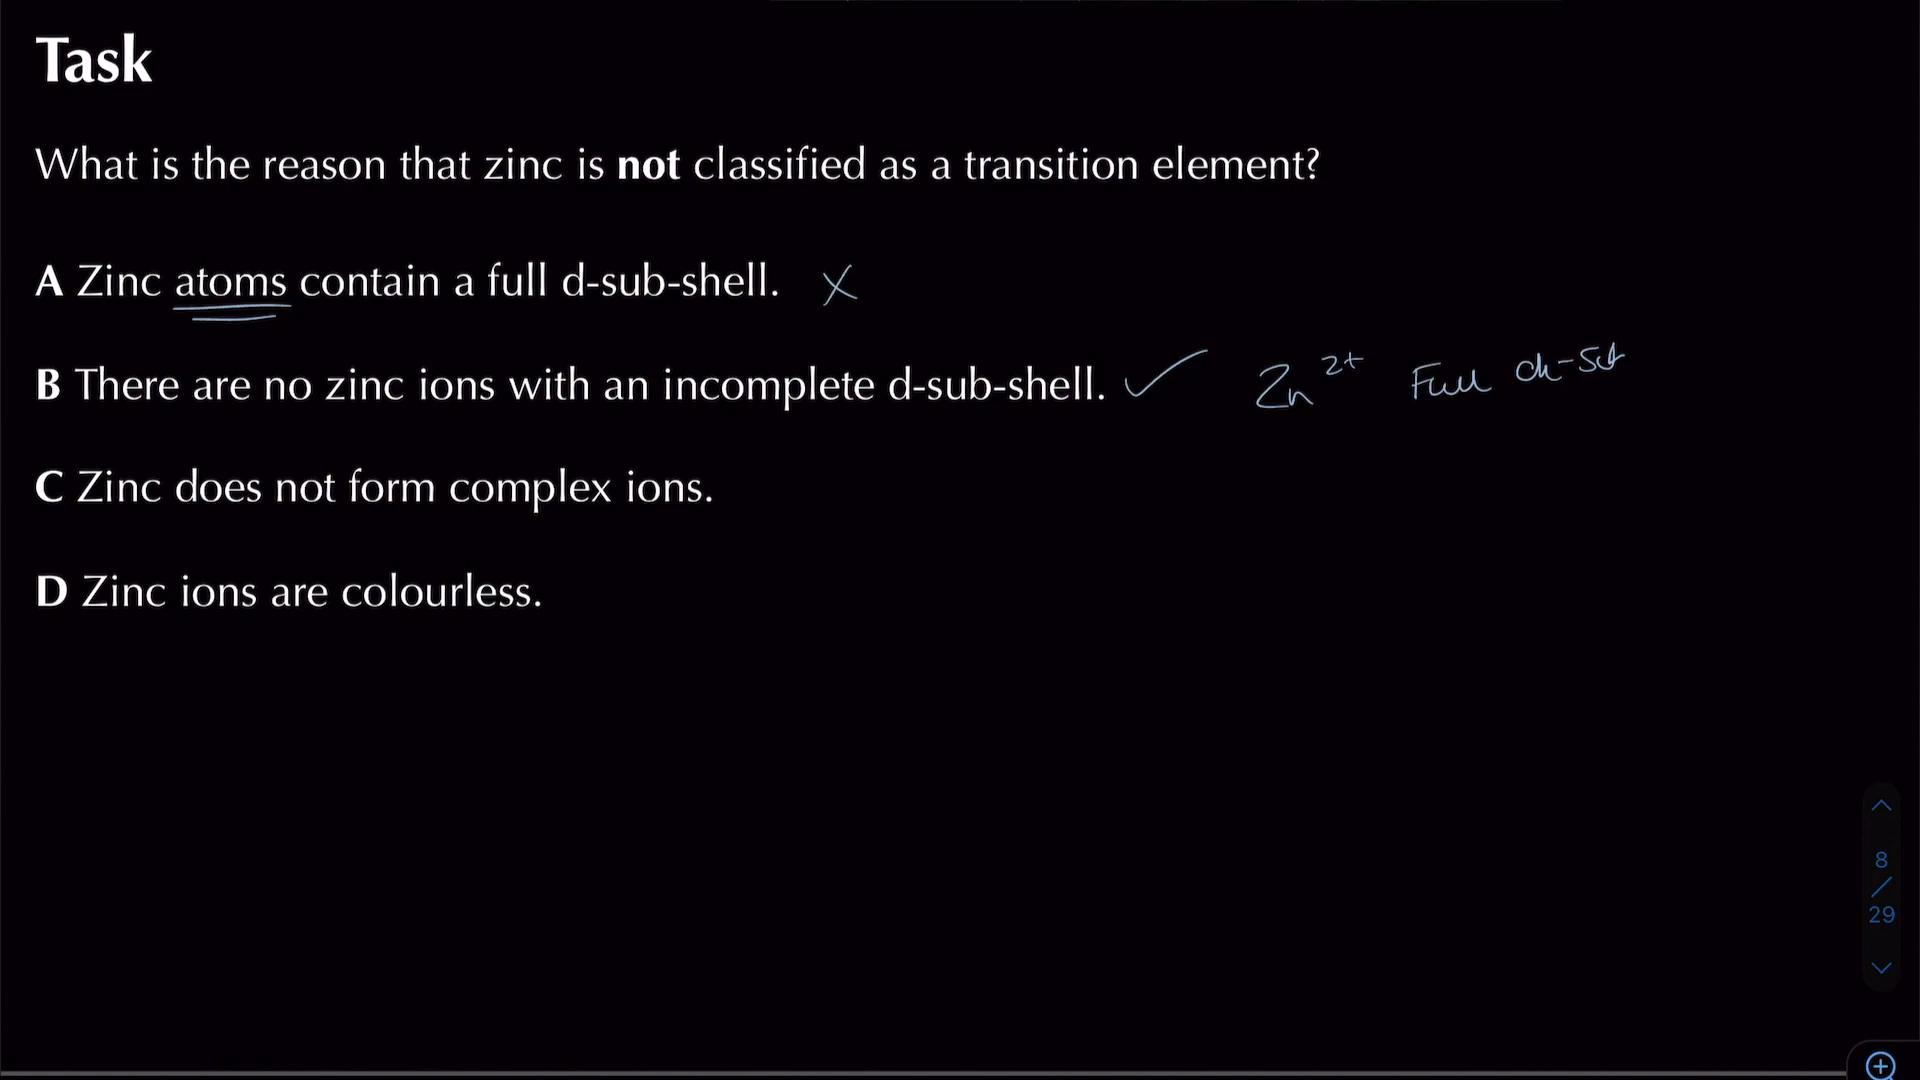 Task
What is the reason that zinc is not classified as a transition element?
A Zinc atoms contain a full d-sub-shell. X
B There are no zinc ions with an incomplete d-sub-shell. ✓ Zn²⁺ Full d-sub
C Zinc does not form complex ions.
D Zinc ions are colourless.
8
/
29